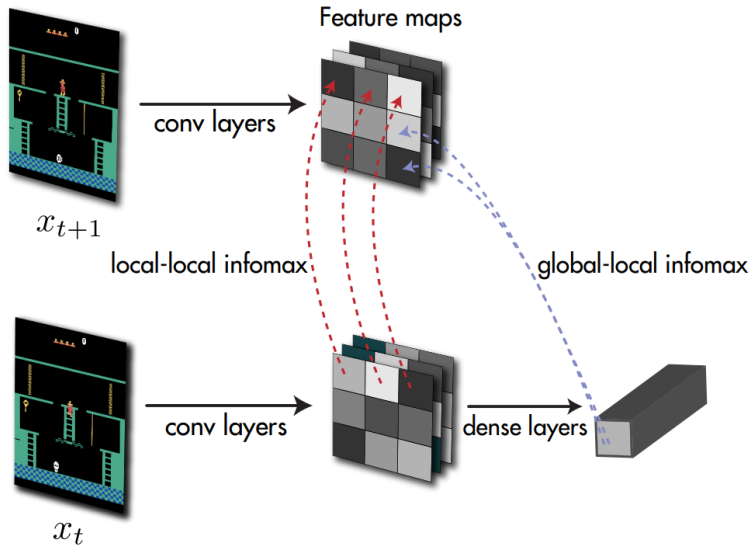 Feature maps
conv layers
x_{t+1}
local-local infomax
global-local infomax
conv layers
dense layers
x_t